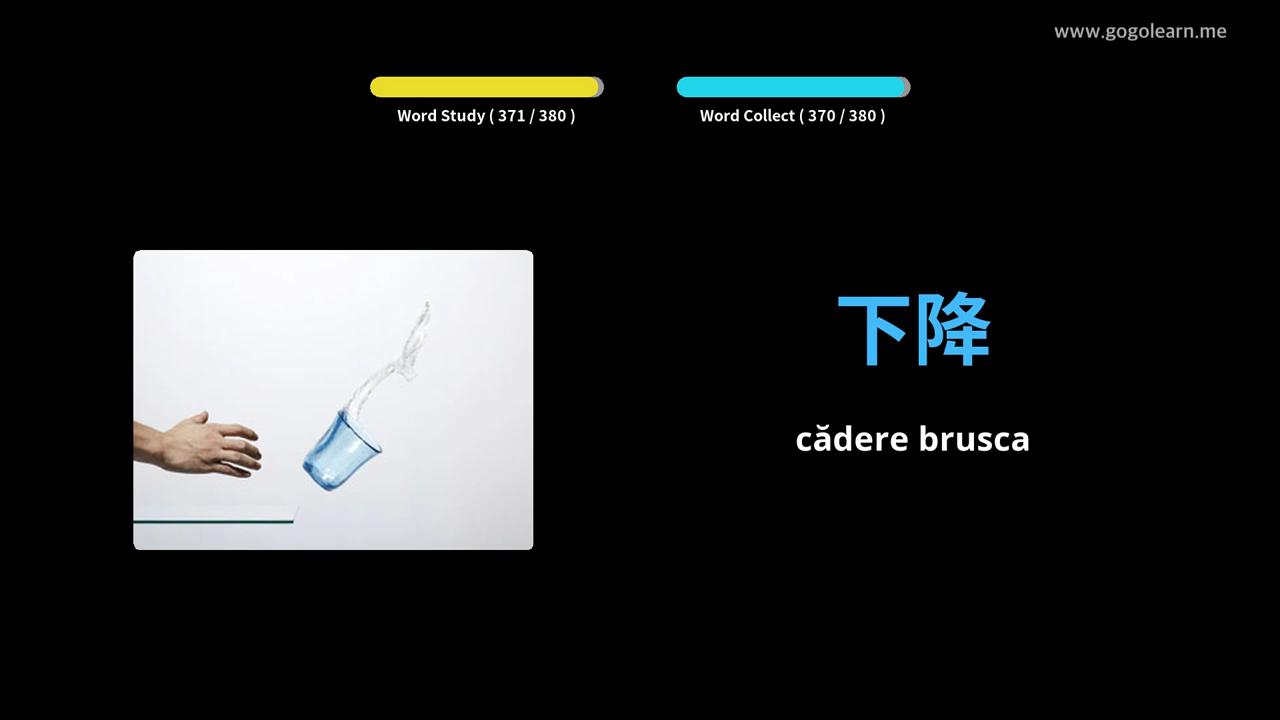 www.gogolearn.me
Word Study ( 371 / 380 )
Word Collect ( 370 / 380 )
下降
cădere brusca